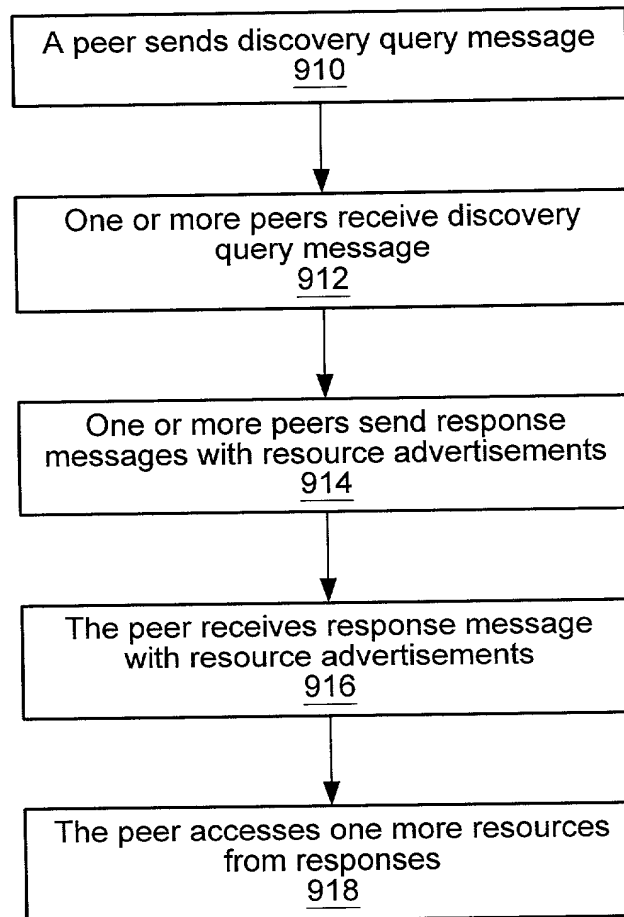 A peer sends discovery query message
910
One or more peers receive discovery
query message
912
One or more peers send response
messages with resource advertisements
914
The peer receives response message
with resource advertisements
916
The peer accesses one more resources
from responses
918